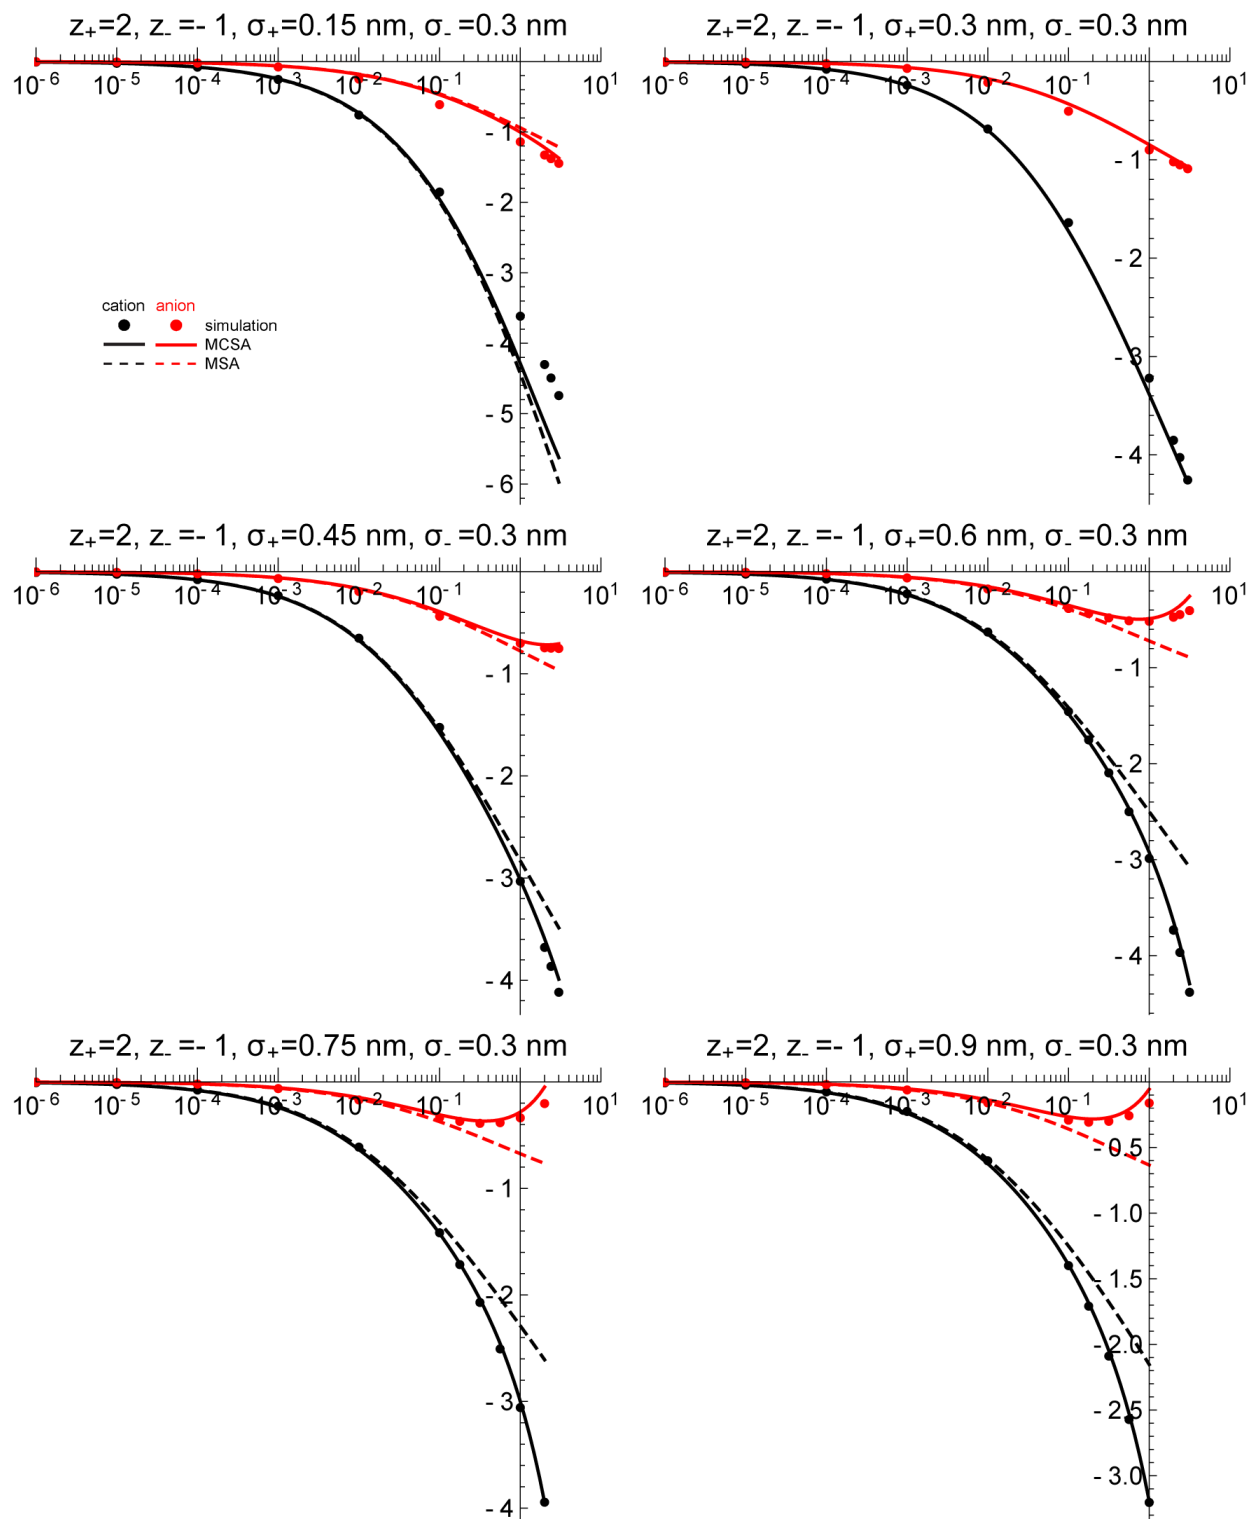 z₊=2, z₋=- 1, σ₊=0.15 nm, σ₋=0.3 nm
10⁻⁶ 10⁻⁵ 10⁻⁴ 10⁻³ 10⁻² 10⁻¹ 10¹
- 1
- 2
- 3
- 4
- 5
- 6
cation anion
simulation
MCSA
MSA
z₊=2, z₋=- 1, σ₊=0.3 nm, σ₋=0.3 nm
10⁻⁶ 10⁻⁵ 10⁻⁴ 10⁻³ 10⁻² 10⁻¹ 10¹
- 1
- 2
- 3
- 4
z₊=2, z₋=- 1, σ₊=0.45 nm, σ₋=0.3 nm
10⁻⁶ 10⁻⁵ 10⁻⁴ 10⁻³ 10⁻² 10⁻¹ 10¹
- 1
- 2
- 3
- 4
z₊=2, z₋=- 1, σ₊=0.6 nm, σ₋=0.3 nm
10⁻⁶ 10⁻⁵ 10⁻⁴ 10⁻³ 10⁻² 10⁻¹ 10¹
- 1
- 2
- 3
- 4
z₊=2, z₋=- 1, σ₊=0.75 nm, σ₋=0.3 nm
10⁻⁶ 10⁻⁵ 10⁻⁴ 10⁻³ 10⁻² 10⁻¹ 10¹
- 1
- 2
- 3
- 4
z₊=2, z₋=- 1, σ₊=0.9 nm, σ₋=0.3 nm
10⁻⁶ 10⁻⁵ 10⁻⁴ 10⁻³ 10⁻² 10⁻¹ 10¹
- 0.5
- 1.0
- 1.5
- 2.0
- 2.5
- 3.0